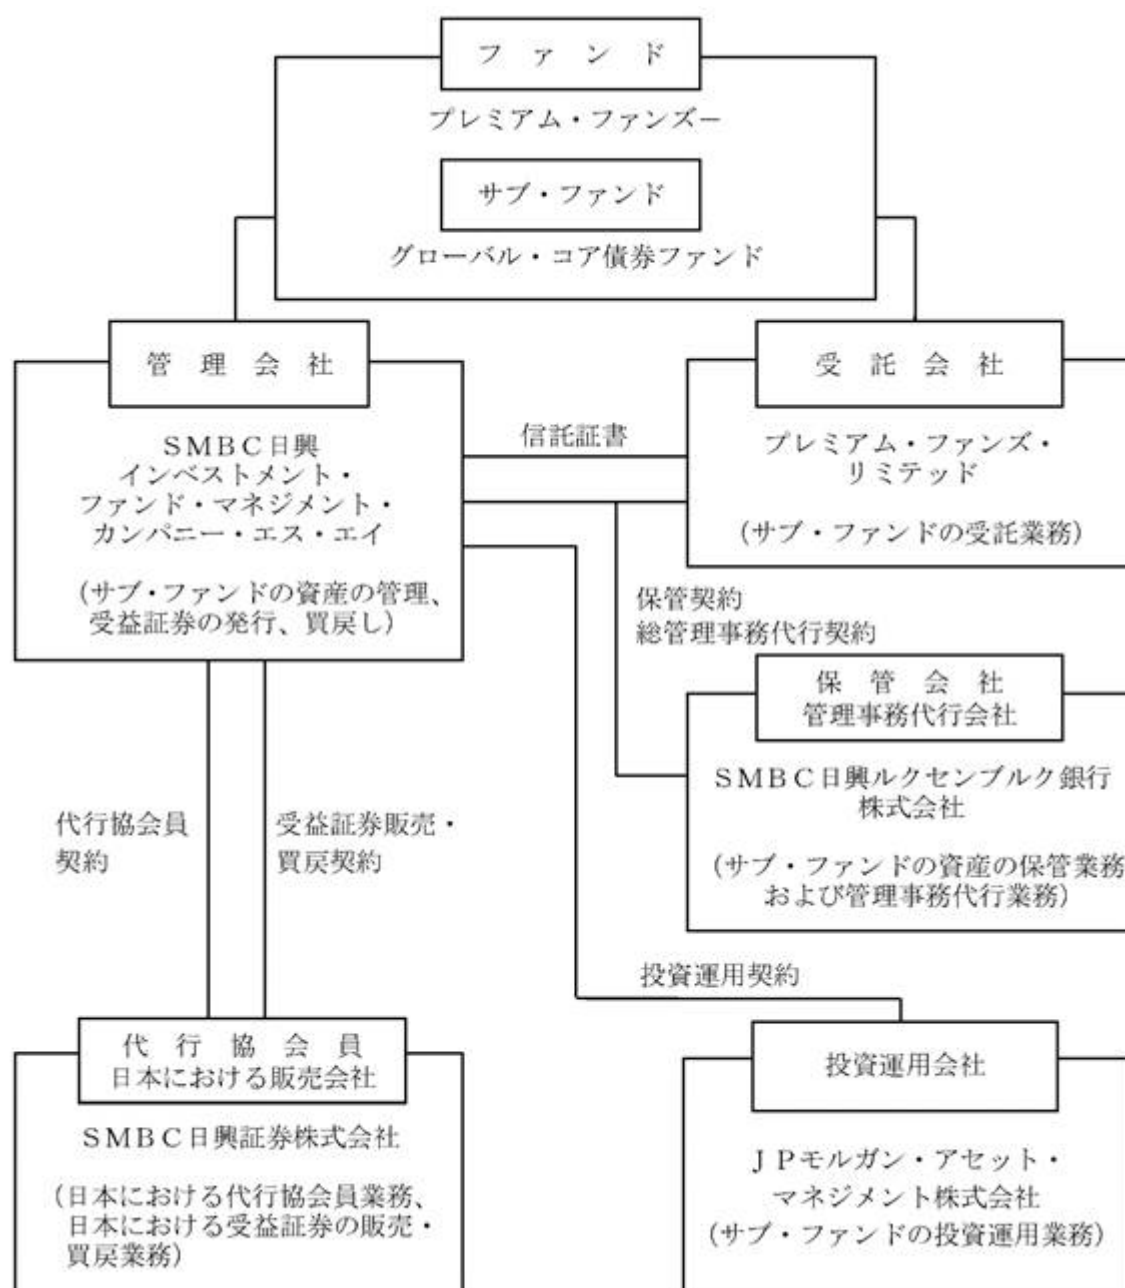 ファンド
プレミアム・ファンズー
サブ・ファンド
グローバル・コア債券ファンド
管理会社
SMBC日興
インベストメント・
ファンド・マネジメント・
カンパニー・エス・エイ
(サブ・ファンドの資産の管理、
受益証券の発行、買戻し)
信託証書
受託会社
プレミアム・ファンズ・
リミテッド
(サブ・ファンドの受託業務)
保管契約
総管理事務代行契約
保管会社
管理事務代行会社
SMBC日興ルクセンブルク銀行
株式会社
(サブ・ファンドの資産の保管業務
および管理事務代行業務)
代行協会員
契約
受益証券販売・
買戻契約
投資運用契約
代行協会員
日本における販売会社
SMBC日興証券株式会社
(日本における代行協会員業務、
日本における受益証券の販売・
買戻業務)
投資運用会社
JPモルガン・アセット・
マネジメント株式会社
(サブ・ファンドの投資運用業務)